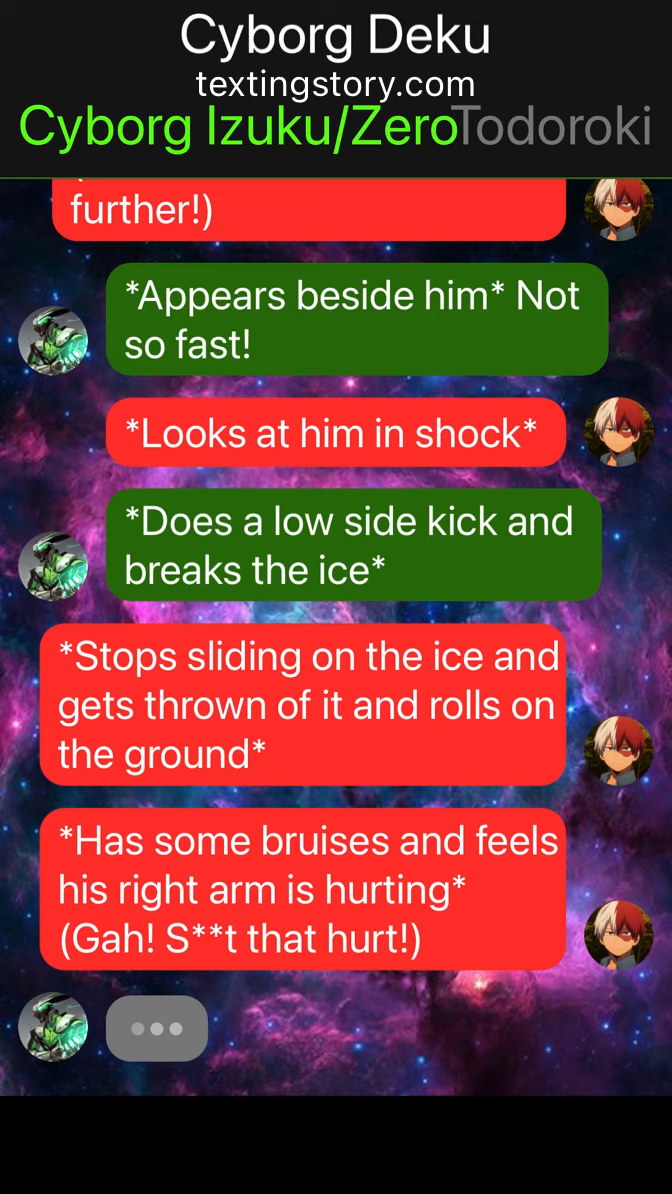 Cyborg Deku
textingstory.com
Cyborg Izuku/Zero Todoroki
further!)
*Appears beside him* Not
so fast!
*Looks at him in shock*
*Does a low side kick and
breaks the ice*
*Stops sliding on the ice and
gets thrown of it and rolls on
the ground*
*Has some bruises and feels
his right arm is hurting*
(Gah! S**t that hurt!)